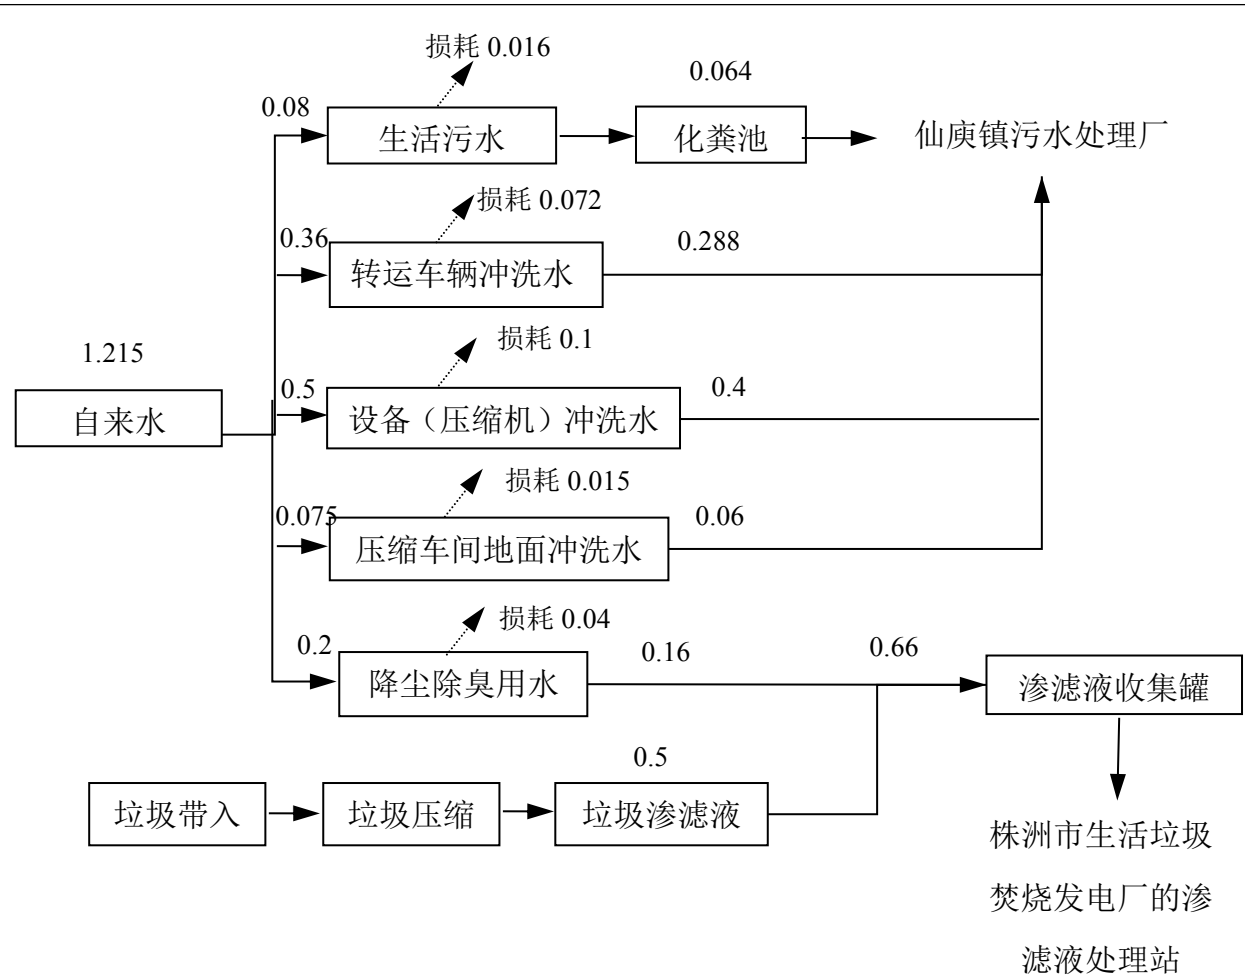 损耗 0.016
0.064
0.08
生活污水
化粪池
仙庾镇污水处理厂
损耗 0.072
0.36
0.288
转运车辆冲洗水
损耗 0.1
1.215
0.5
0.4
自来水
设备（压缩机）冲洗水
损耗 0.015
0.075
0.06
压缩车间地面冲洗水
损耗 0.04
0.2
0.16
0.66
降尘除臭用水
渗滤液收集罐
0.5
垃圾带入
垃圾压缩
垃圾渗滤液
株洲市生活垃圾
焚烧发电厂的渗
滤液处理站